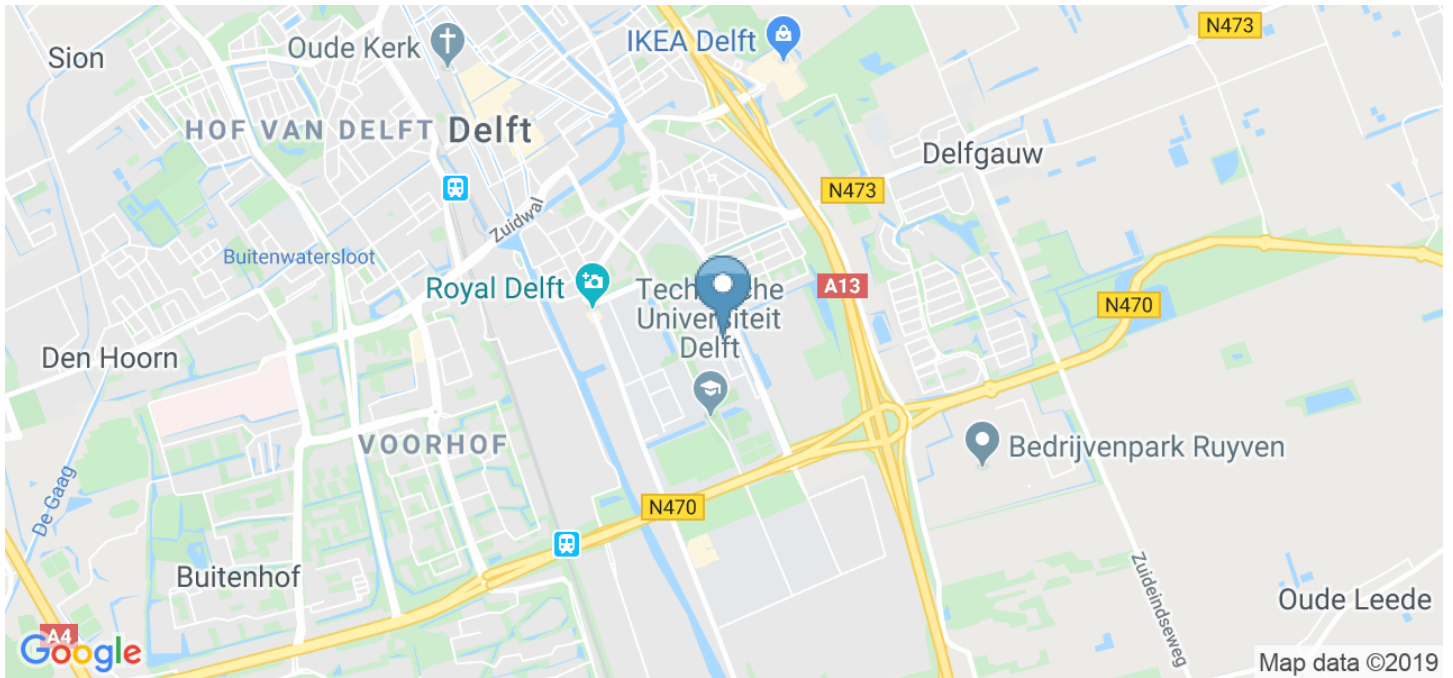 N473
Sion
Oude Kerk
IKEA Delft
HOF VAN DELFT
Delft
Delfgauw
N473
Zuidwal
Buitenwatersloot
Royal Delft
A13
N470
Technische
Universiteit
Delft
Den Hoorn
VOORHOF
Bedrijvenpark Ruyven
De Gaag
N470
Buitenhof
Zuideindseweg
Oude Leede
A4
Google
Map data ©2019